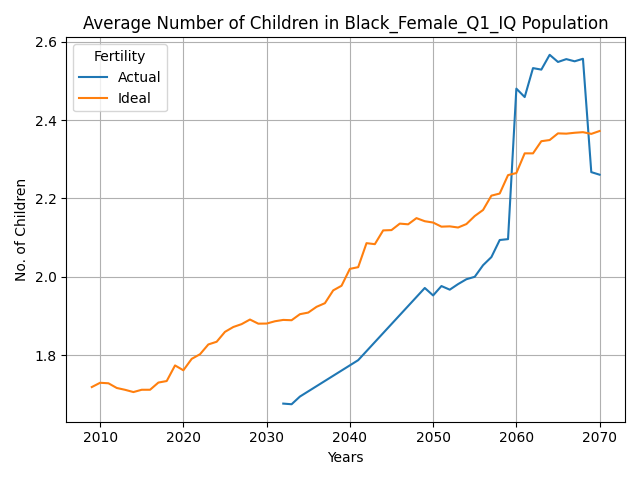 Average Number of Children in Black_Female_Q1_IQ Population
Fertility
Actual
Ideal
No. of Children
2.6
2.4
2.2
2.0
1.8
2010 2020 2030 2040 2050 2060 2070
Years